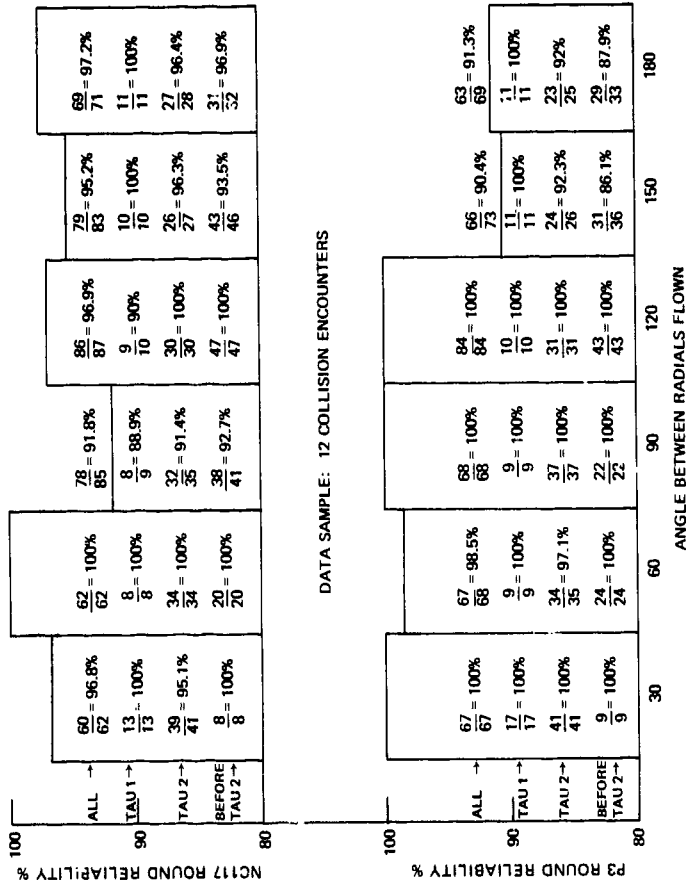 NC117 ROUND RELIABILITY %
100
90
80
ALL → 60/62 = 96.8% 62/62 = 100% 78/85 = 91.8% 86/87 = 96.9% 79/83 = 95.2% 69/71 = 97.2%
TAU 1 → 13/13 = 100% 8/8 = 100% 8/9 = 88.9% 9/10 = 90% 10/10 = 100% 11/11 = 100%
TAU 2 → 39/41 = 95.1% 34/34 = 100% 32/35 = 91.4% 30/30 = 100% 26/27 = 96.3% 27/28 = 96.4%
BEFORE
TAU 2 → 8/8 = 100% 20/20 = 100% 38/41 = 92.7% 47/47 = 100% 43/46 = 93.5% 31/32 = 96.9%
DATA SAMPLE: 12 COLLISION ENCOUNTERS
P3 ROUND RELIABILITY %
100
90
80
ALL → 67/67 = 100% 67/68 = 98.5% 68/68 = 100% 84/84 = 100% 66/73 = 90.4% 63/69 = 91.3%
TAU 1 → 17/17 = 100% 9/9 = 100% 9/9 = 100% 10/10 = 100% 11/11 = 100% 11/11 = 100%
TAU 2 → 41/41 = 100% 34/35 = 97.1% 37/37 = 100% 31/31 = 100% 24/26 = 92.3% 23/25 = 92%
BEFORE
TAU 2 → 9/9 = 100% 24/24 = 100% 22/22 = 100% 43/43 = 100% 31/36 = 86.1% 29/33 = 87.9%
30 60 90 120 150 180
ANGLE BETWEEN RADIALS FLOWN